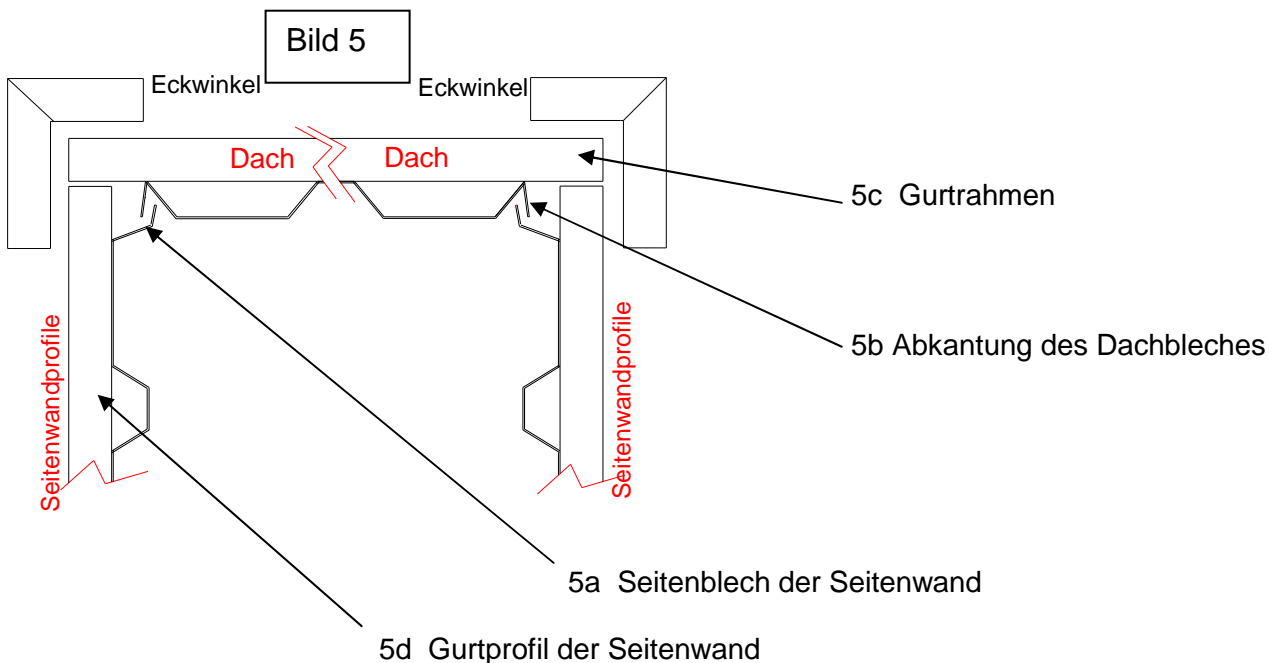 Bild 5
Eckwinkel
Eckwinkel
Dach
Dach
5c Gurtrahmen
5b Abkantung des Dachbleches
Seitenwandprofile
Seitenwandprofile
5a Seitenblech der Seitenwand
5d Gurtprofil der Seitenwand